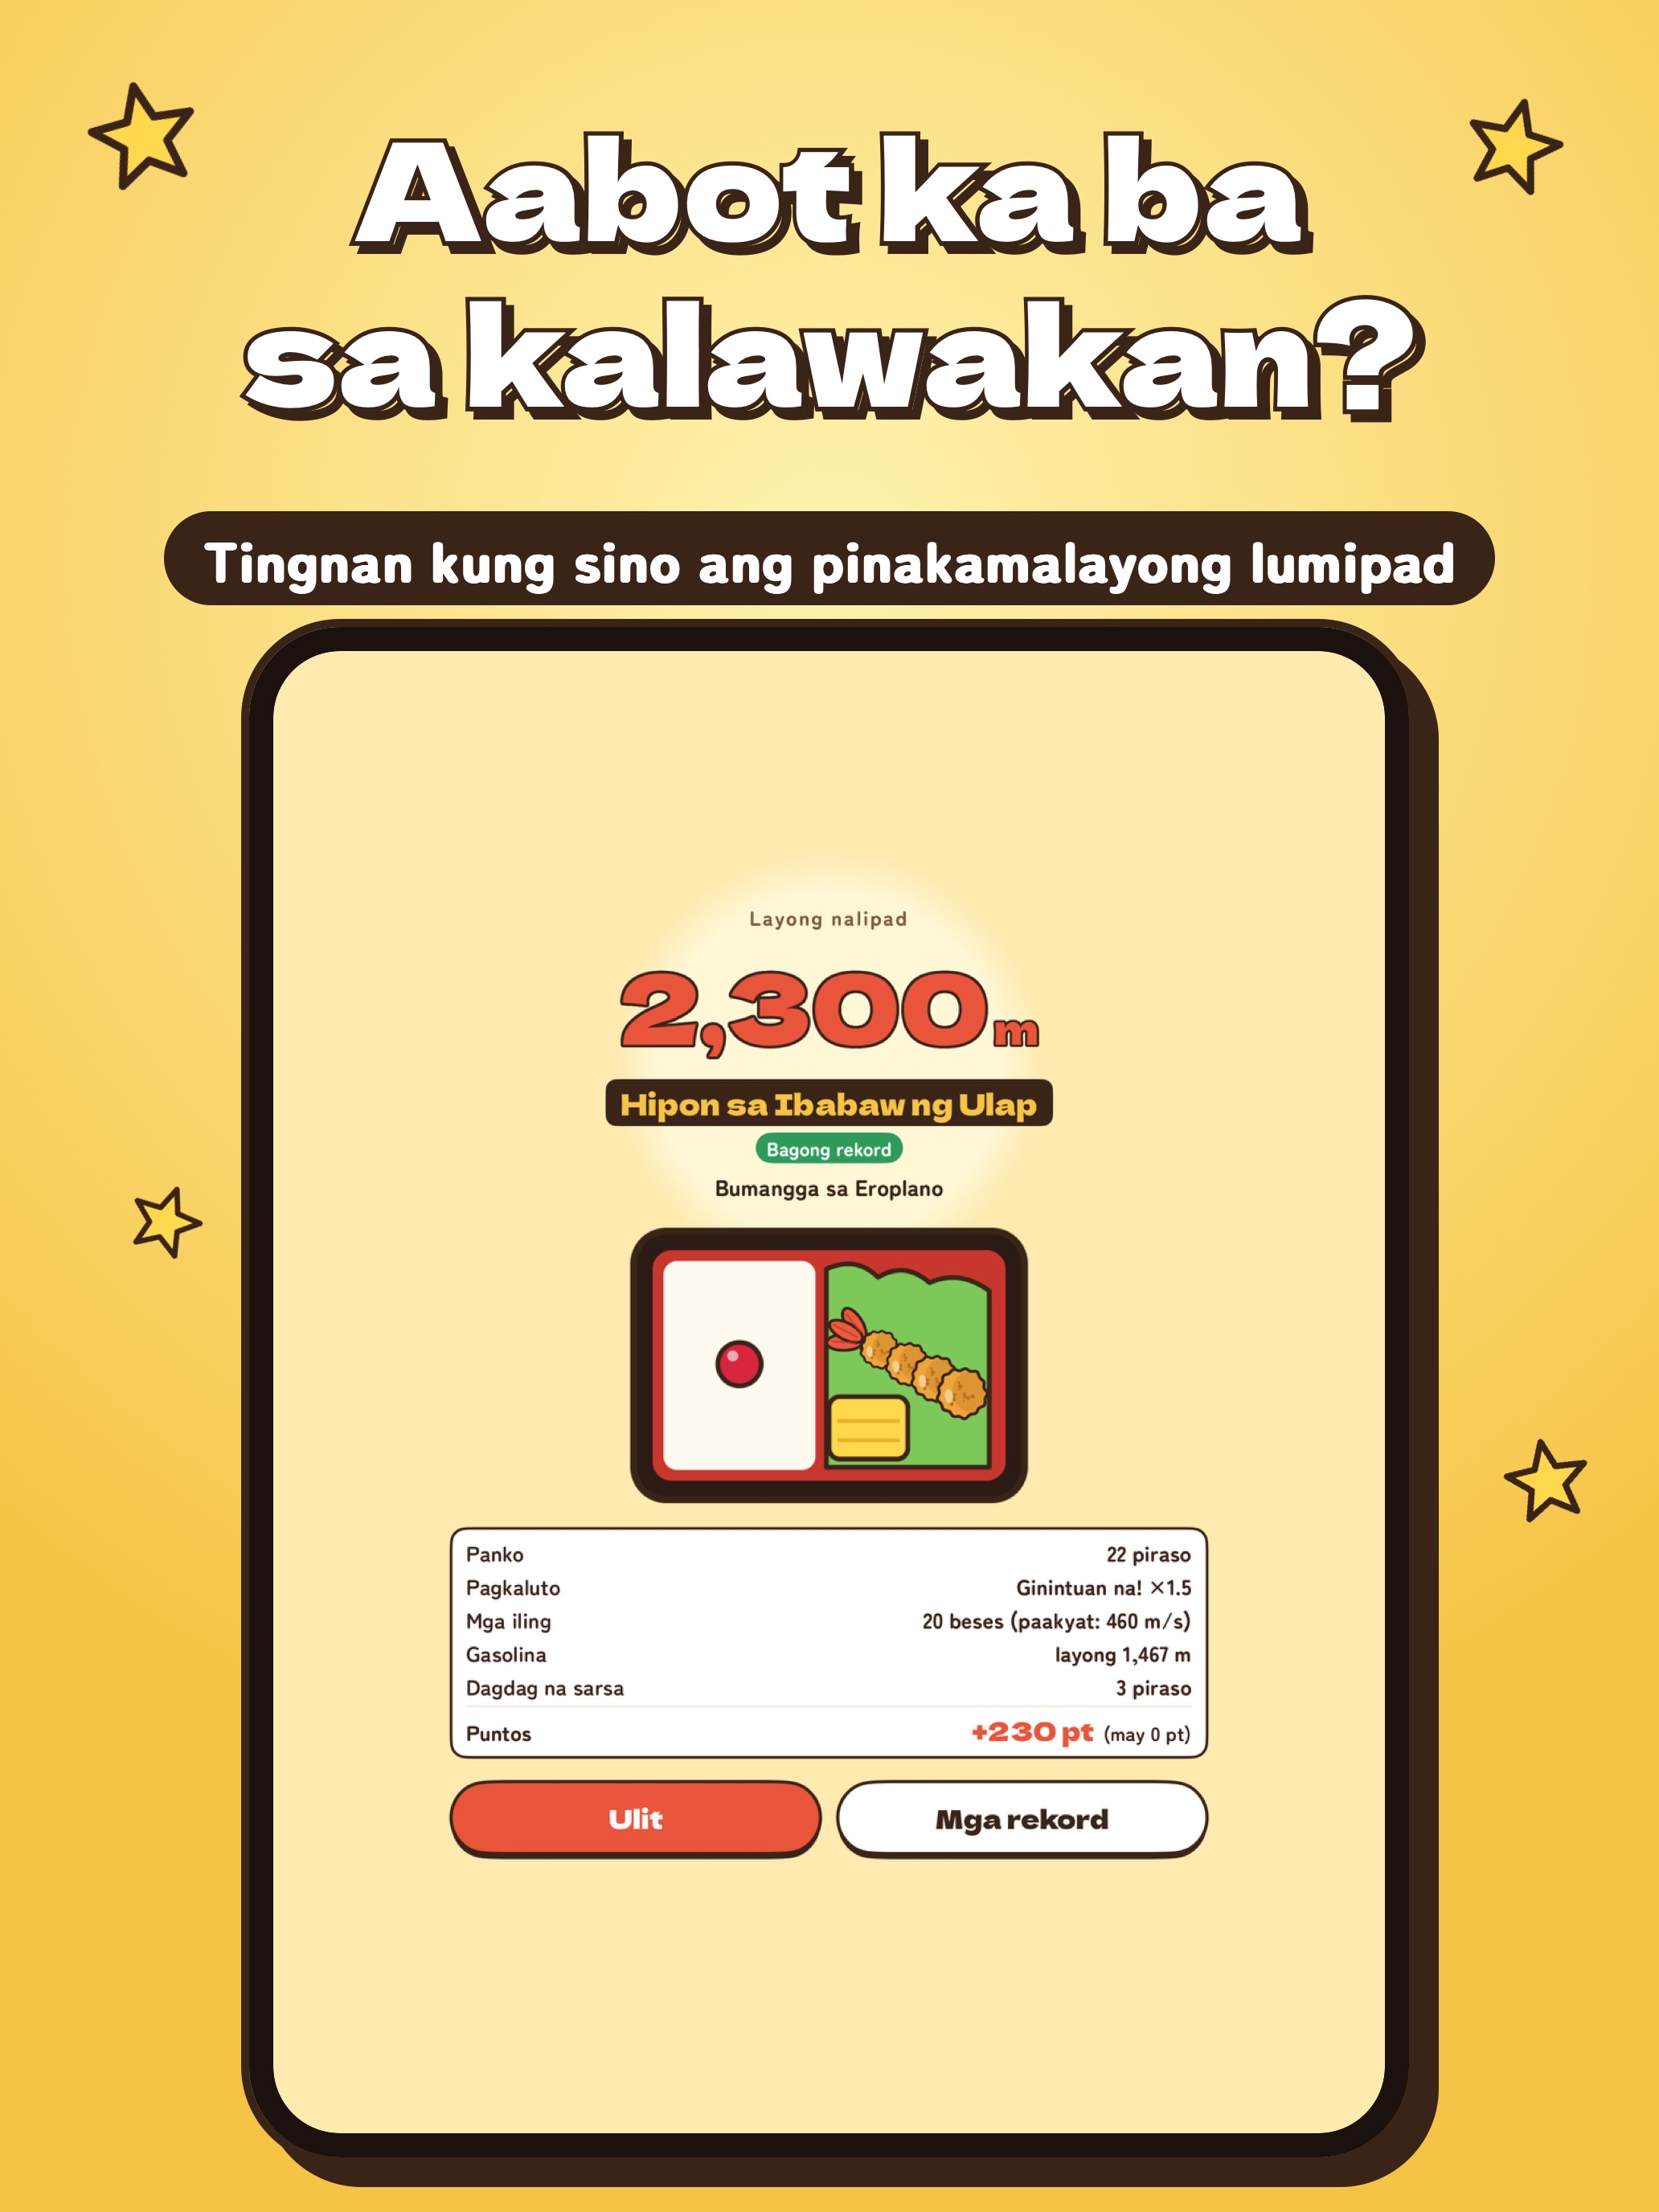 Aabot ka ba
sa kalawakan?
Tingnan kung sino ang pinakamalayong lumipad
Layong nalipad
2,300 m
Hipon sa Ibabaw ng Ulap
Bagong rekord
Bumangga sa Eroplano
Panko 22 piraso
Pagkaluto Ginintuan na! ×1.5
Mga iling 20 beses (paakyat: 460 m/s)
Gasolina layong 1,467 m
Dagdag na sarsa 3 piraso
Puntos +230 pt (may 0 pt)
Ulit Mga rekord